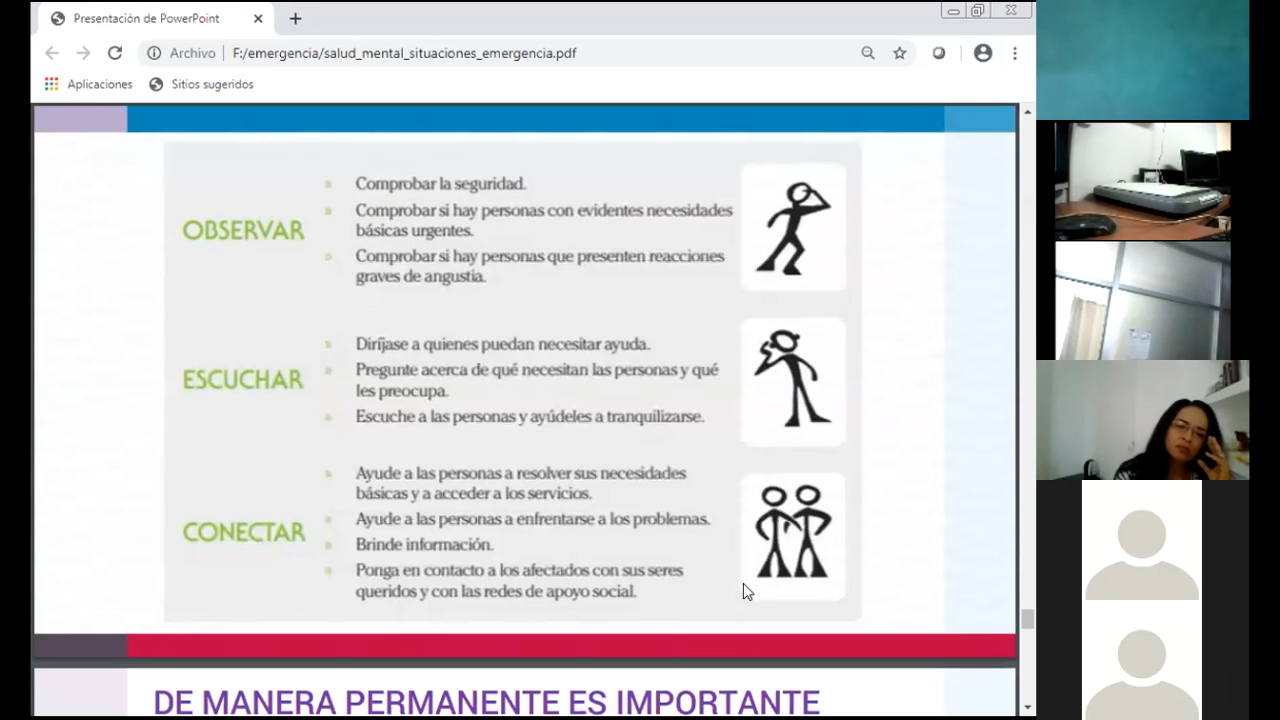 Presentación de PowerPoint
Archivo
F:/emergencia/salud_mental_situaciones_emergencia.pdf
Aplicaciones
Sitios sugeridos
OBSERVAR
» Comprobar la seguridad.
» Comprobar si hay personas con evidentes necesidades
básicas urgentes.
» Comprobar si hay personas que presenten reacciones
graves de angustia.
ESCUCHAR
» Diríjase a quienes puedan necesitar ayuda.
» Pregunte acerca de qué necesitan las personas y qué
les preocupa.
» Escuche a las personas y ayúdeles a tranquilizarse.
CONECTAR
» Ayude a las personas a resolver sus necesidades
básicas y a acceder a los servicios.
» Ayude a las personas a enfrentarse a los problemas.
» Brinde información.
» Ponga en contacto a los afectados con sus seres
queridos y con las redes de apoyo social.
DE MANERA PERMANENTE ES IMPORTANTE